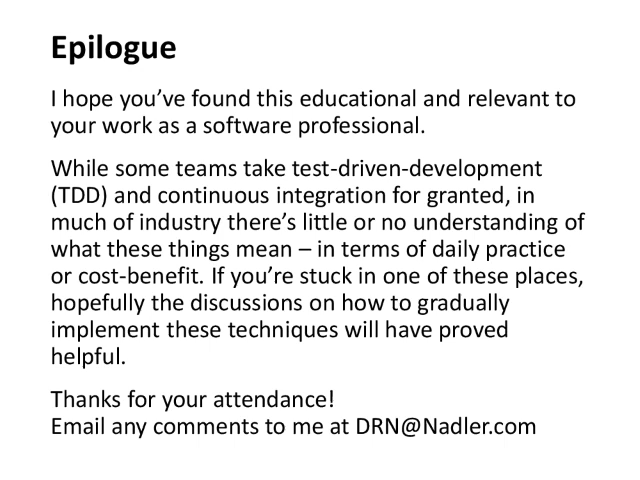 Epilogue
I hope you’ve found this educational and relevant to
your work as a software professional.
While some teams take test-driven-development
(TDD) and continuous integration for granted, in
much of industry there’s little or no understanding of
what these things mean – in terms of daily practice
or cost-benefit. If you’re stuck in one of these places,
hopefully the discussions on how to gradually
implement these techniques will have proved
helpful.
Thanks for your attendance!
Email any comments to me at DRN@Nadler.com